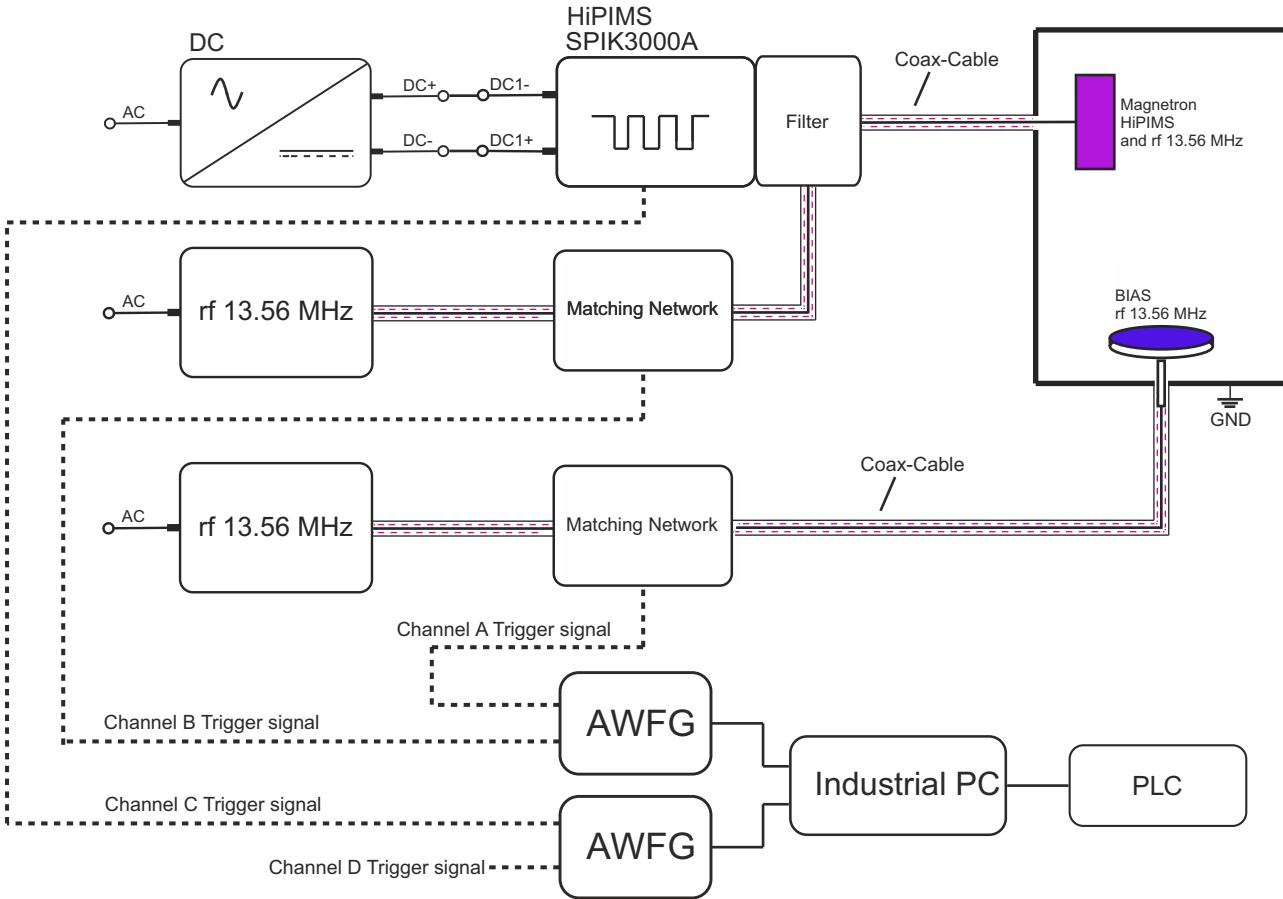 HiPIMS
SPIK3000A
DC
Coax-Cable
AC
DC+
DC1-
DC-
DC1+
Filter
Magnetron
HiPIMS
and rf 13.56 MHz
AC
rf 13.56 MHz
Matching Network
BIAS
rf 13.56 MHz
GND
Coax-Cable
AC
rf 13.56 MHz
Matching Network
Channel A Trigger signal
Channel B Trigger signal
AWFG
Industrial PC
PLC
Channel C Trigger signal
AWFG
Channel D Trigger signal